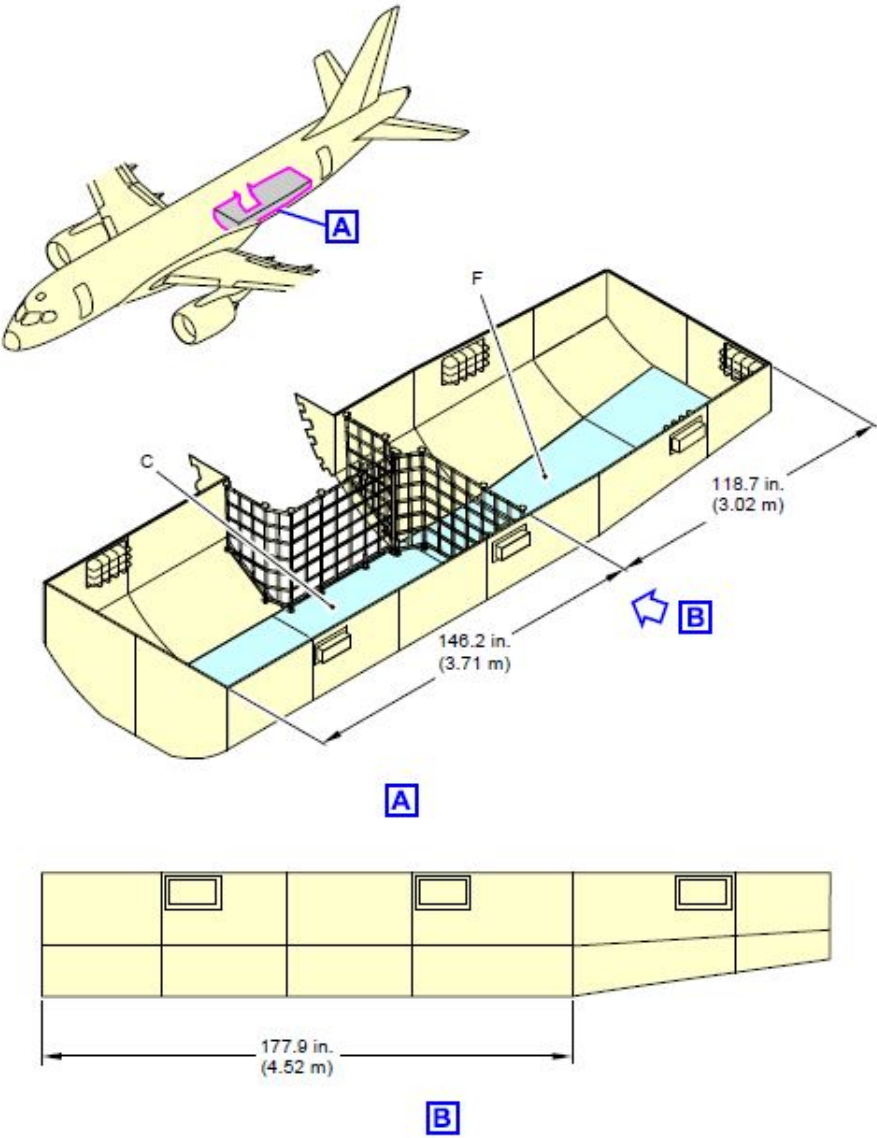 A
F
C
118.7 in.
(3.02 m)
B
146.2 in.
(3.71 m)
A
177.9 in.
(4.52 m)
B